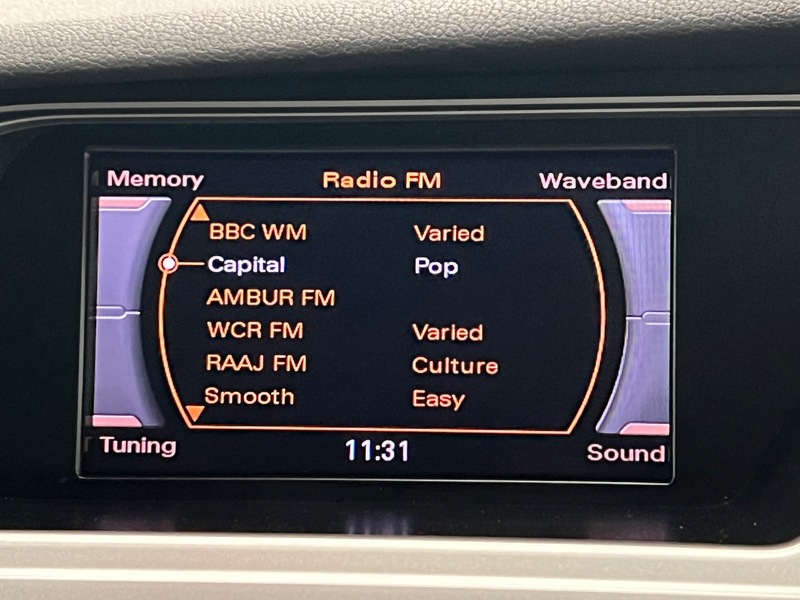 Memory Radio FM Waveband
BBC WM Varied
Capital Pop
AMBUR FM
WCR FM Varied
RAAJ FM Culture
Smooth Easy
Tuning 11:31 Sound